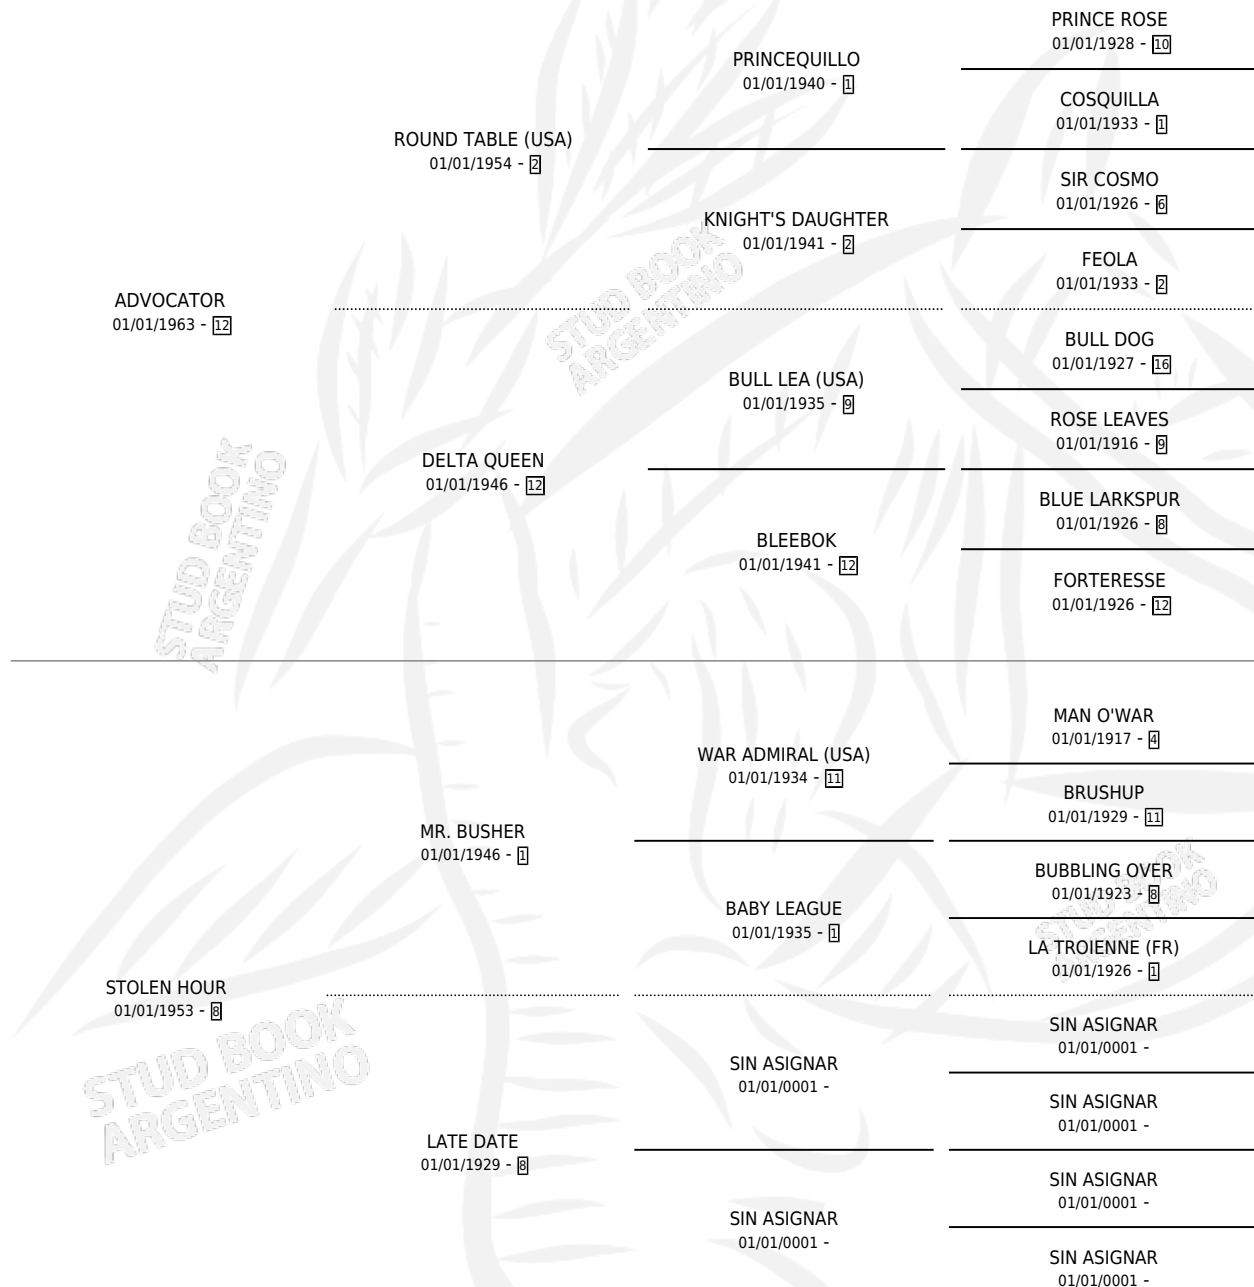 PRINCE ROSE
01/01/1928 - 10
PRINCEQUILLO
01/01/1940 - 1
COSQUILLA
01/01/1933 - 1
ROUND TABLE (USA)
01/01/1954 - 2
SIR COSMO
01/01/1926 - 6
KNIGHT'S DAUGHTER
01/01/1941 - 2
FEOLA
01/01/1933 - 2
ADVOCATOR
01/01/1963 - 12
BULL DOG
01/01/1927 - 16
BULL LEA (USA)
01/01/1935 - 9
ROSE LEAVES
01/01/1916 - 9
DELTA QUEEN
01/01/1946 - 12
BLUE LARKSPUR
01/01/1926 - 8
BLEEBOK
01/01/1941 - 12
FORTERESSE
01/01/1926 - 12
STUD BOOK
ARGENTINO
STUD BOOK
ARGENTINO
MAN O'WAR
01/01/1917 - 4
WAR ADMIRAL (USA)
01/01/1934 - 11
BRUSHUP
01/01/1929 - 11
MR. BUSHER
01/01/1946 - 1
BUBBLING OVER
01/01/1923 - 8
BABY LEAGUE
01/01/1935 - 1
LA TROIENNE (FR)
01/01/1926 - 1
STOLEN HOUR
01/01/1953 - 8
SIN ASIGNAR
01/01/0001 -
SIN ASIGNAR
01/01/0001 -
SIN ASIGNAR
01/01/0001 -
LATE DATE
01/01/1929 - 8
SIN ASIGNAR
01/01/0001 -
SIN ASIGNAR
01/01/0001 -
SIN ASIGNAR
01/01/0001 -
STUD BOOK
ARGENTINO
STUD BOOK
ARGENTINO